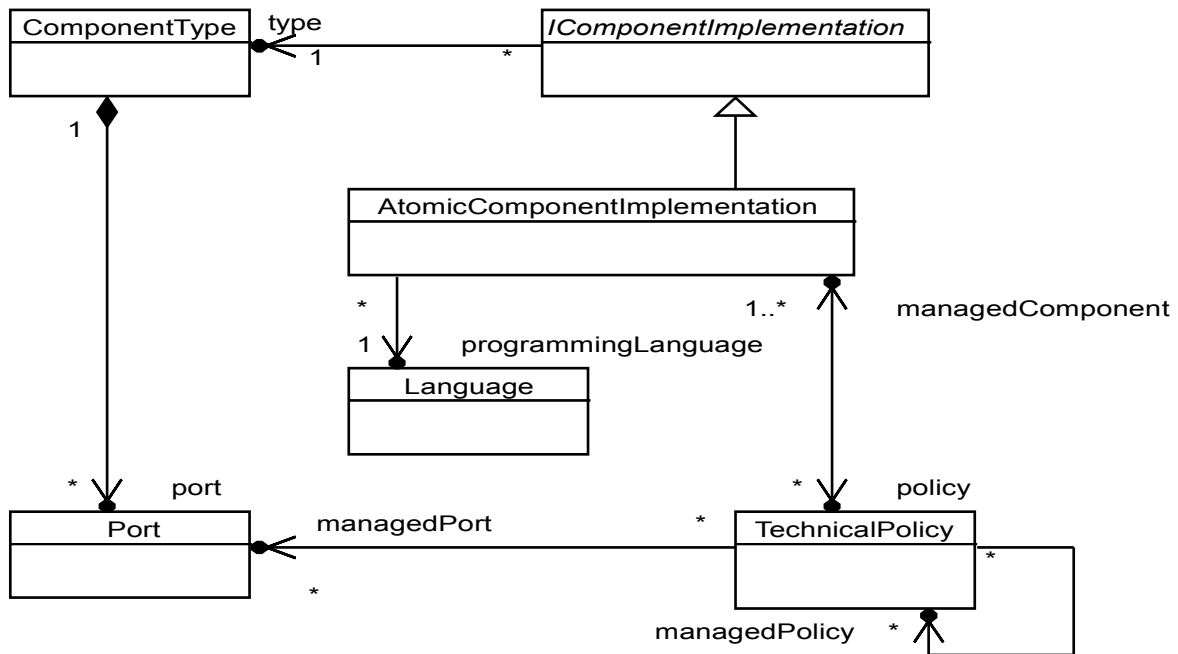 ComponentType
type
IComponentImplementation
1
*
1
AtomicComponentImplementation
*
1..*
managedComponent
1
programmingLanguage
Language
*
port
*
policy
Port
managedPort
*
TechnicalPolicy
*
*
managedPolicy
*